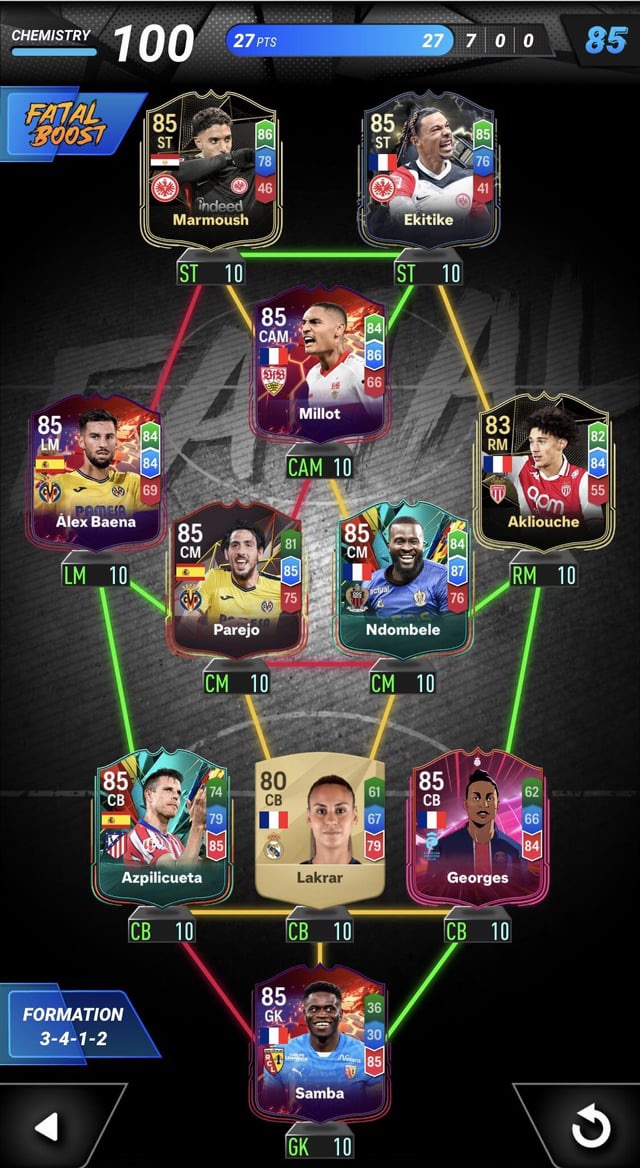 CHEMISTRY 100
27 PTS 27 7 0 0
85
FATAL
BOOST
85
ST
86
78
46
indeed
Marmoush
ST 10
85
ST
85
76
41
Ekitike
ST 10
85
CAM
84
86
66
Millot
CAM 10
85
LM
84
84
69
PAMESA
Álex Baena
LM 10
83
RM
82
84
55
Akliouche
RM 10
85
CM
81
85
75
Parejo
CM 10
85
CM
84
87
76
actual
Ndombele
CM 10
85
CB
74
79
85
Azpilicueta
CB 10
80
CB
61
67
79
Lakrar
CB 10
85
CB
62
66
84
Georges
CB 10
85
GK
36
30
85
Samba
GK 10
FORMATION
3-4-1-2